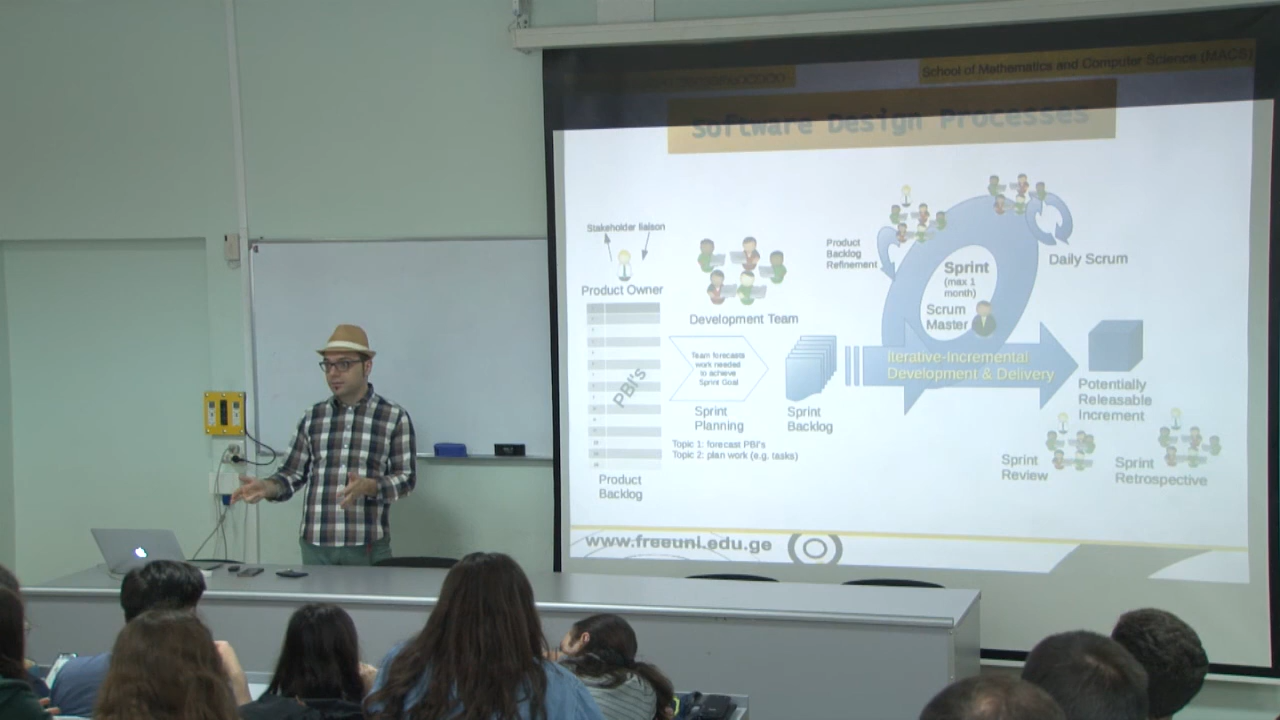 School of Mathematics and Computer Science (MACS)
Software Design Processes
Stakeholder liaison
Product Owner
PBI's
Product
Backlog
Development Team
Team forecasts
work needed
to achieve
Sprint Goal
Sprint
Planning
Topic 1: forecast PBI's
Topic 2: plan work (e.g. tasks)
Sprint
Backlog
Product
Backlog
Refinement
Sprint
(max 1
month)
Scrum
Master
Daily Scrum
Iterative-Incremental
Development & Delivery
Potentially
Releasable
Increment
Sprint
Review
Sprint
Retrospective
www.freeuni.edu.ge